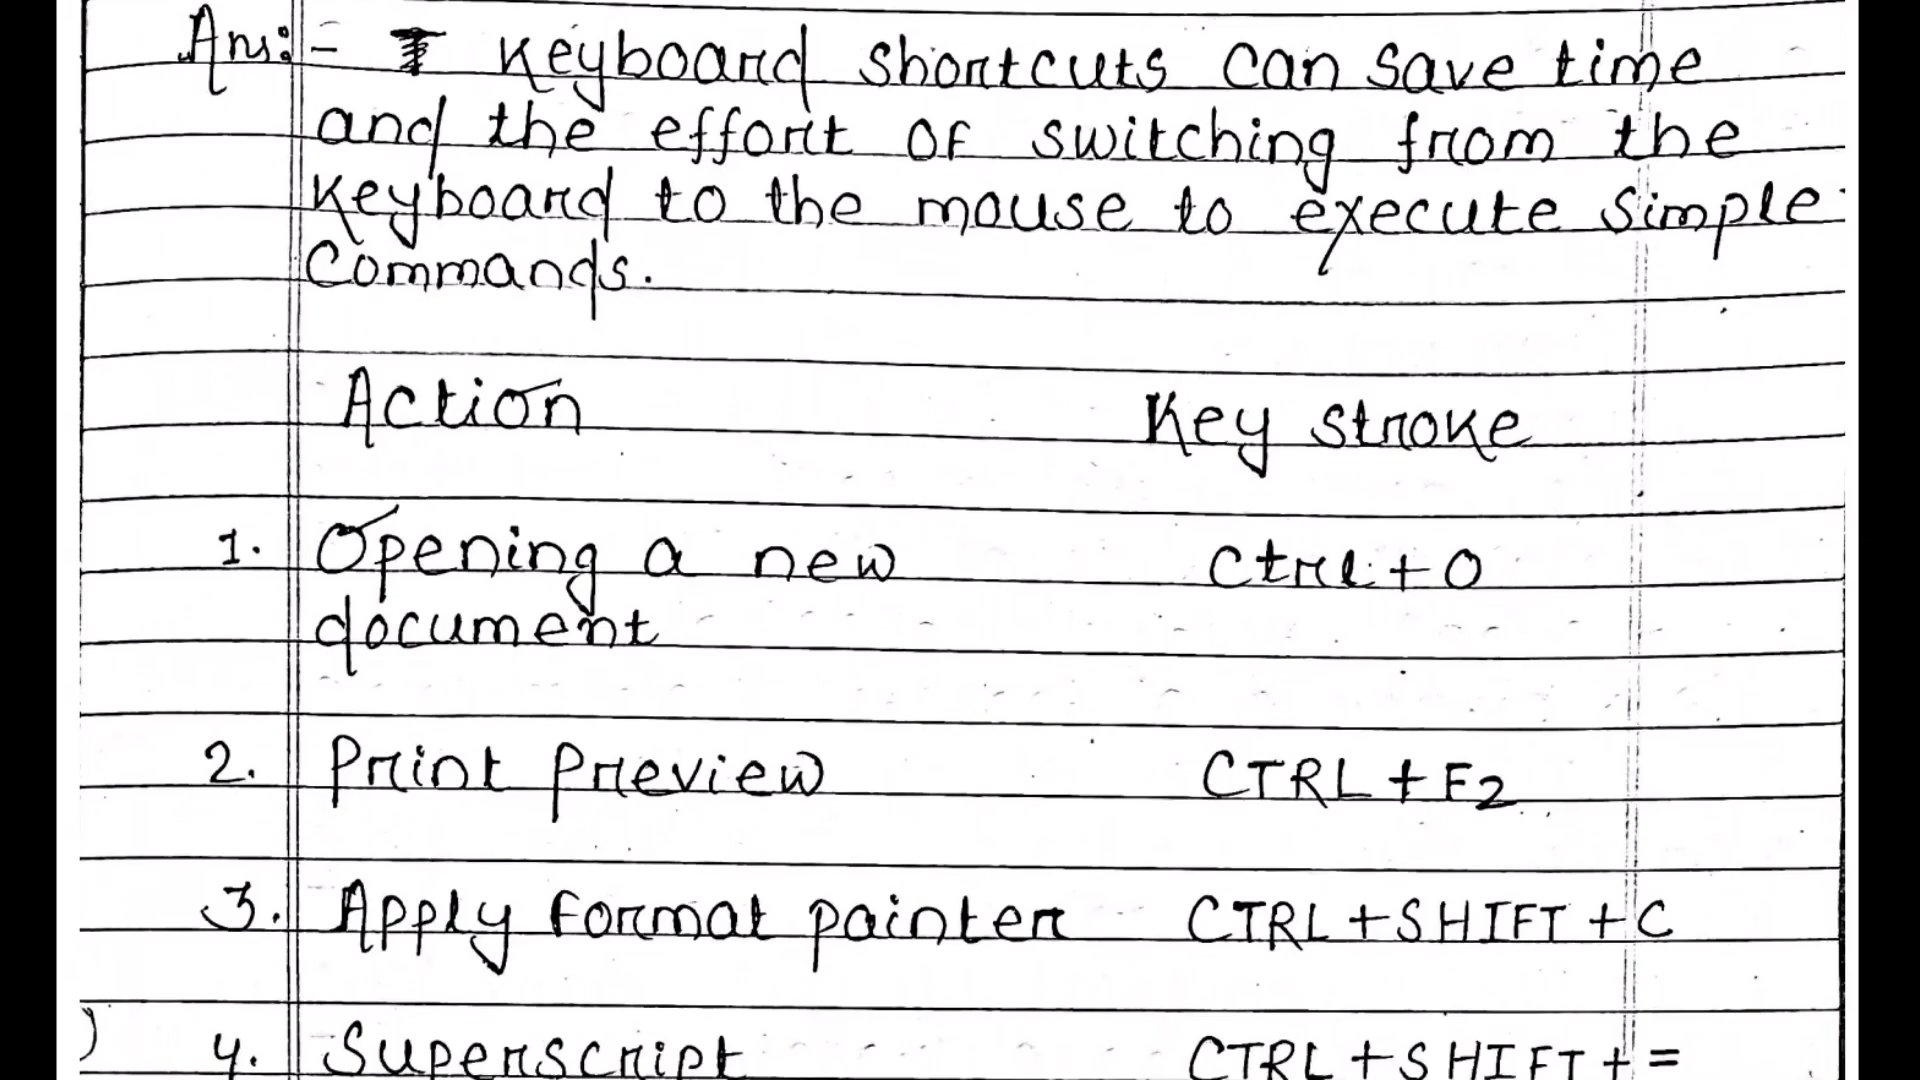 Ans:- Keyboard shortcuts can save time
and the effort of switching from the
keyboard to the mouse to execute simple
commands.
Action Key stroke
1. Opening a new Ctrl + O
document
2. Print preview CTRL + F2
3. Apply format painter CTRL + SHIFT + C
) 4. Superscript CTRL + SHIFT + =